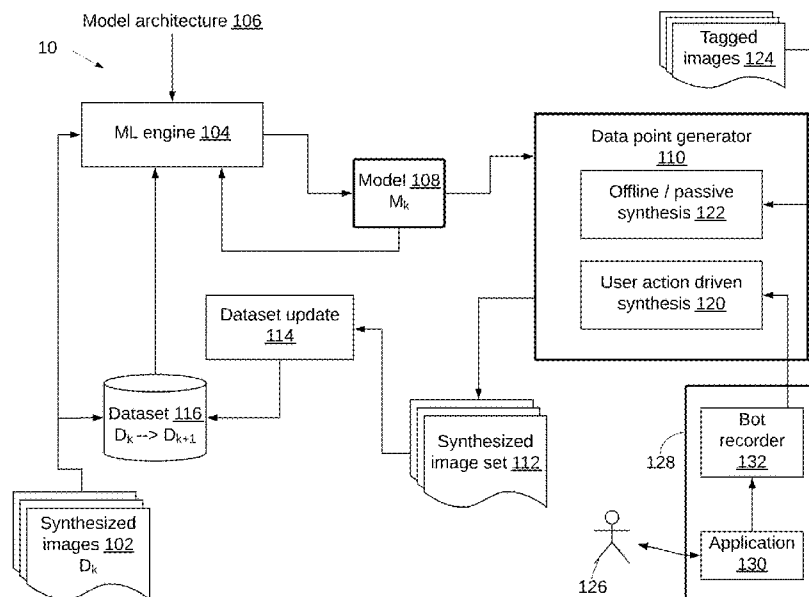 Model architecture 106
10
Tagged
images 124
ML engine 104
Data point generator
110
Model 108
Mk
Offline / passive
synthesis 122
User action driven
synthesis 120
Dataset update
114
Dataset 116
Dk --> Dk+1
Synthesized
image set 112
Bot
recorder
132
128
Synthesized
images 102
Dk
126
Application
130